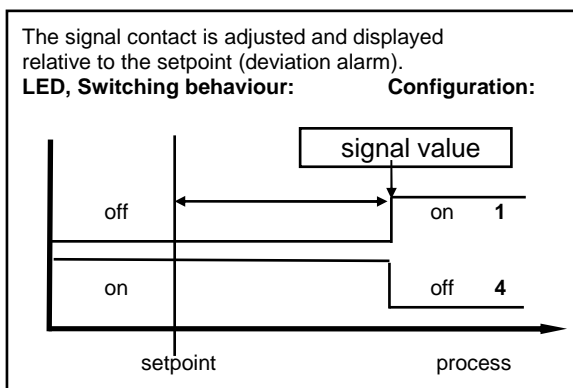 The signal contact is adjusted and displayed
relative to the setpoint (deviation alarm).
LED, Switching behaviour: Configuration:
signal value
off on 1
on off 4
setpoint process